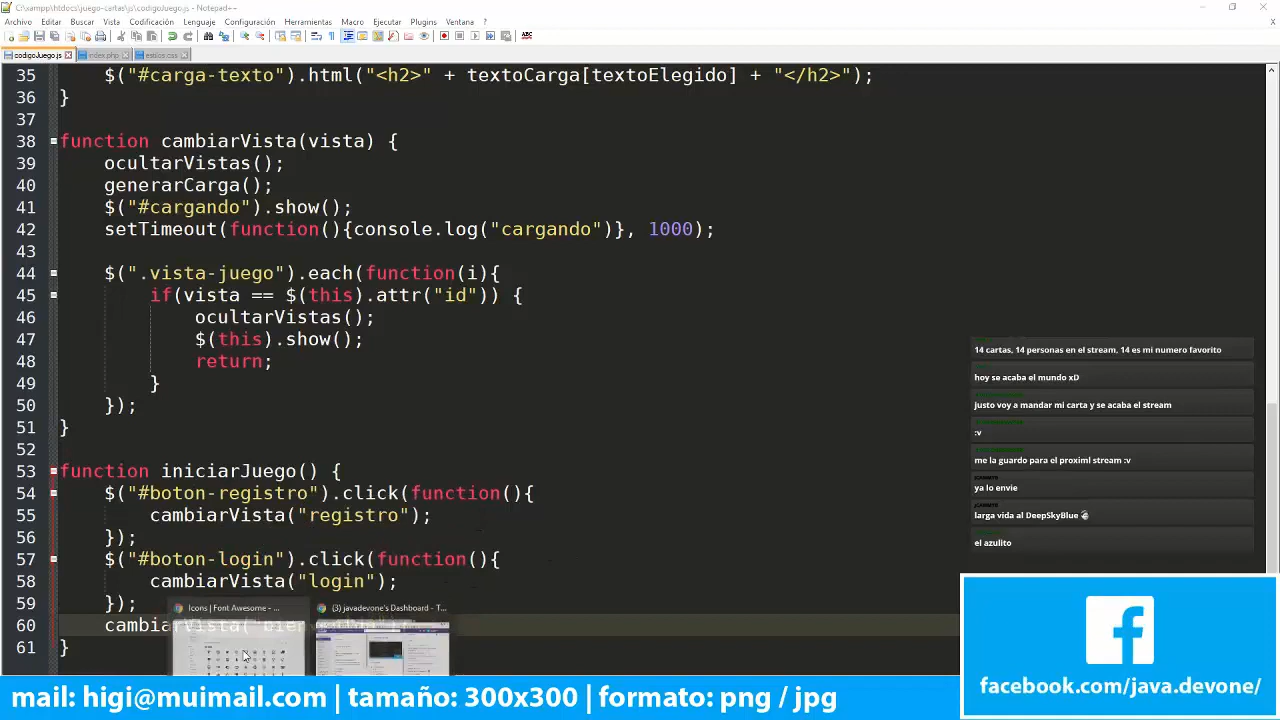 C:\xampp\htdocs\juego-cartas\js\codigoJuego.js - Notepad++
Archivo Editar Buscar Vista Codificación Lenguaje Configuración Herramientas Macro Ejecutar Plugins Ventana ?
codigoJuego.js index.php estilos.css
35 $("#carga-texto").html("<h2>" + textoCarga[textoElegido] + "</h2>");
36 }
37
38 function cambiarVista(vista) {
39 ocultarVistas();
40 generarCarga();
41 $("#cargando").show();
42 setTimeout(function(){console.log("cargando")}, 1000);
43
44 $(".vista-juego").each(function(i){
45 if(vista == $(this).attr("id")) {
46 ocultarVistas();
47 $(this).show();
48 return;
49 }
50 });
51 }
52
53 function iniciarJuego() {
54 $("#boton-registro").click(function(){
55 cambiarVista("registro");
56 });
57 $("#boton-login").click(function(){
58 cambiarVista("login");
59 });
60
61 }
Icons | Font Awesome - ...
(3) javadevone's Dashboard - T...
14 cartas, 14 personas en el stream, 14 es mi numero favorito
hoy se acaba el mundo xD
justo voy a mandar mi carta y se acaba el stream
:v
me la guardo para el proximl stream :v
ya lo envie
larga vida al DeepSkyBlue
el azulito
facebook.com/java.devone/
mail: higi@muimail.com | tamaño: 300x300 | formato: png / jpg